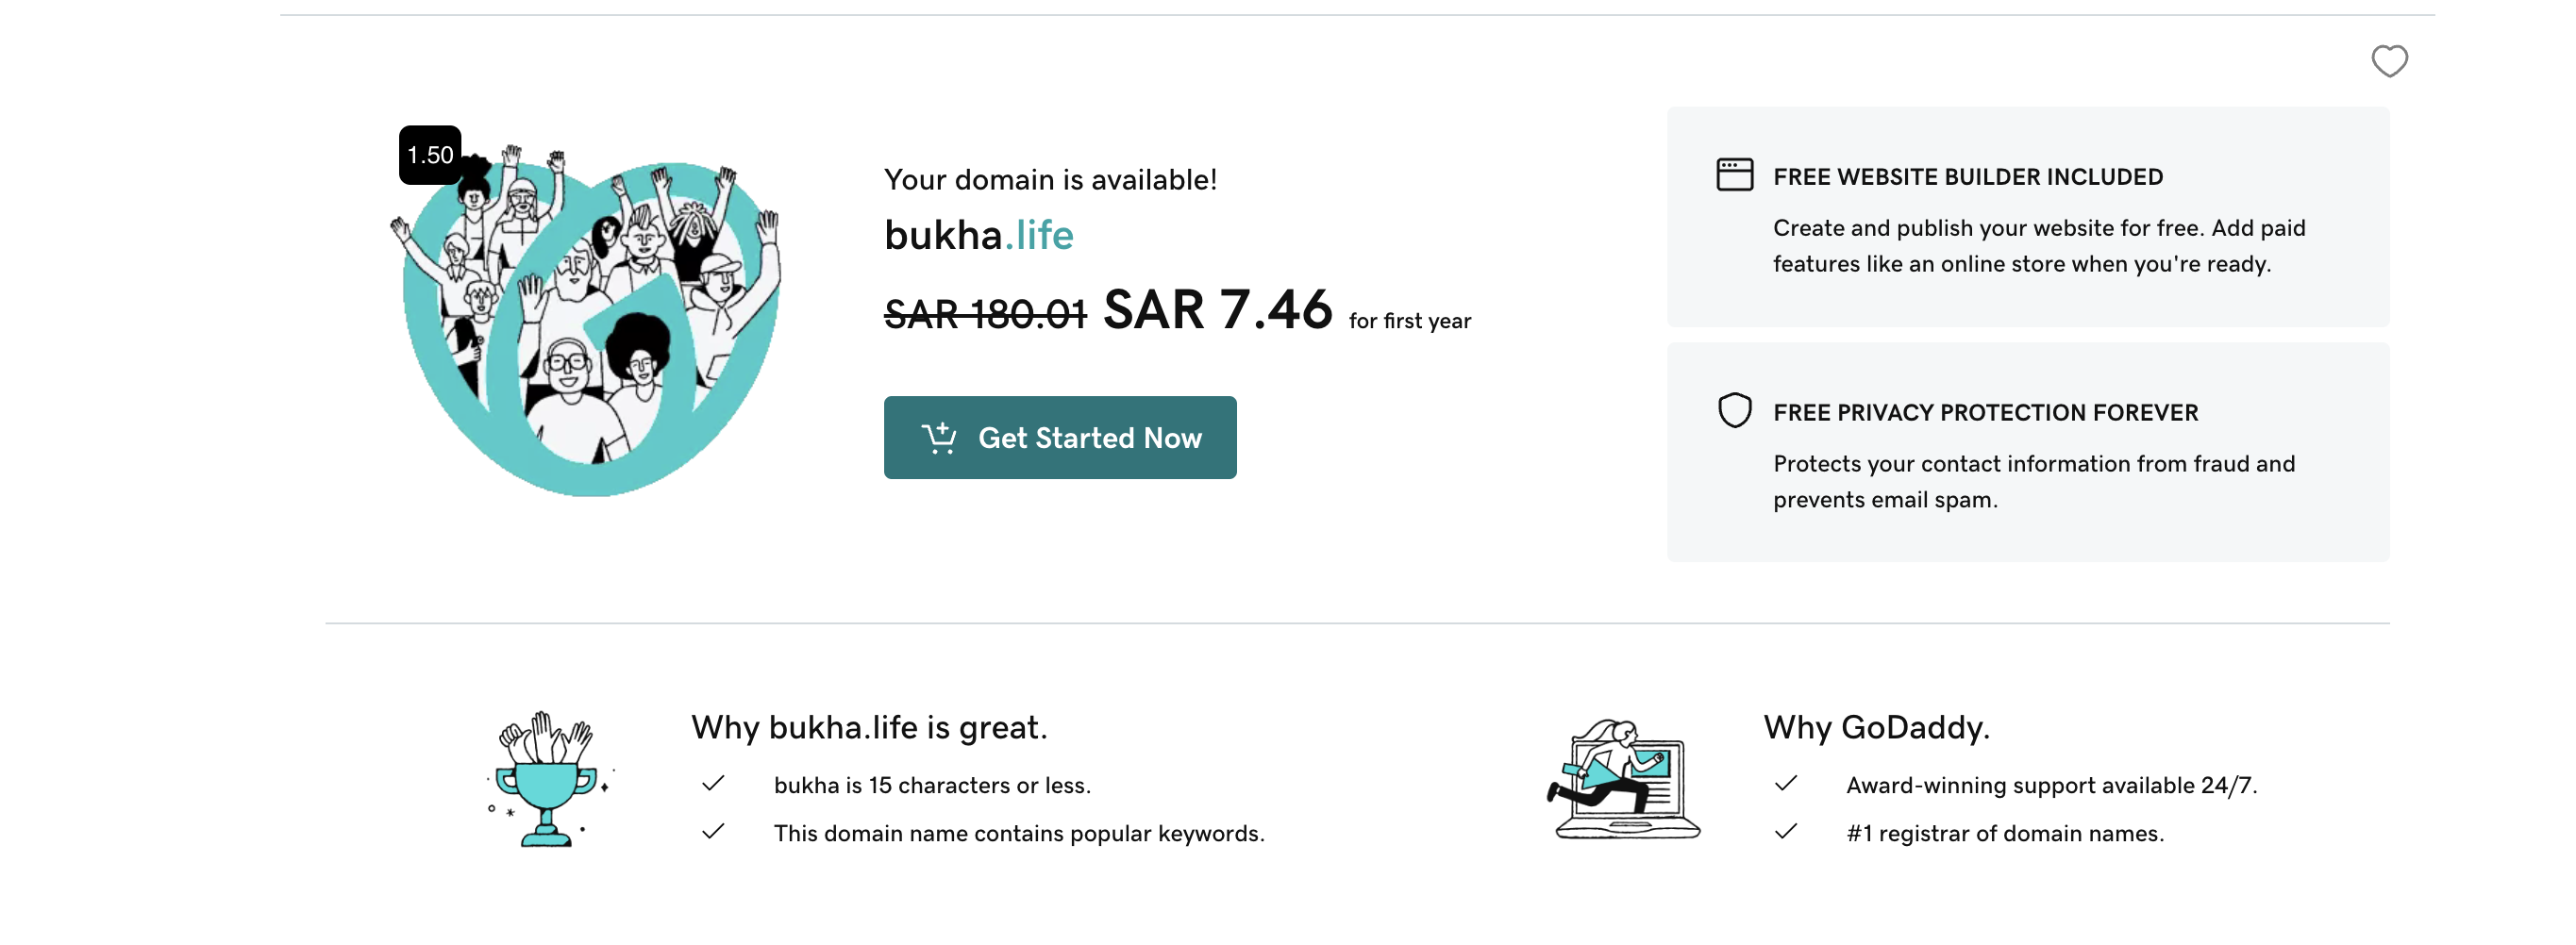 1.50
Your domain is available!
bukha.life
SAR 180.01 SAR 7.46 for first year
Get Started Now
FREE WEBSITE BUILDER INCLUDED
Create and publish your website for free. Add paid
features like an online store when you're ready.
FREE PRIVACY PROTECTION FOREVER
Protects your contact information from fraud and
prevents email spam.
Why bukha.life is great.
bukha is 15 characters or less.
This domain name contains popular keywords.
Why GoDaddy.
Award-winning support available 24/7.
#1 registrar of domain names.